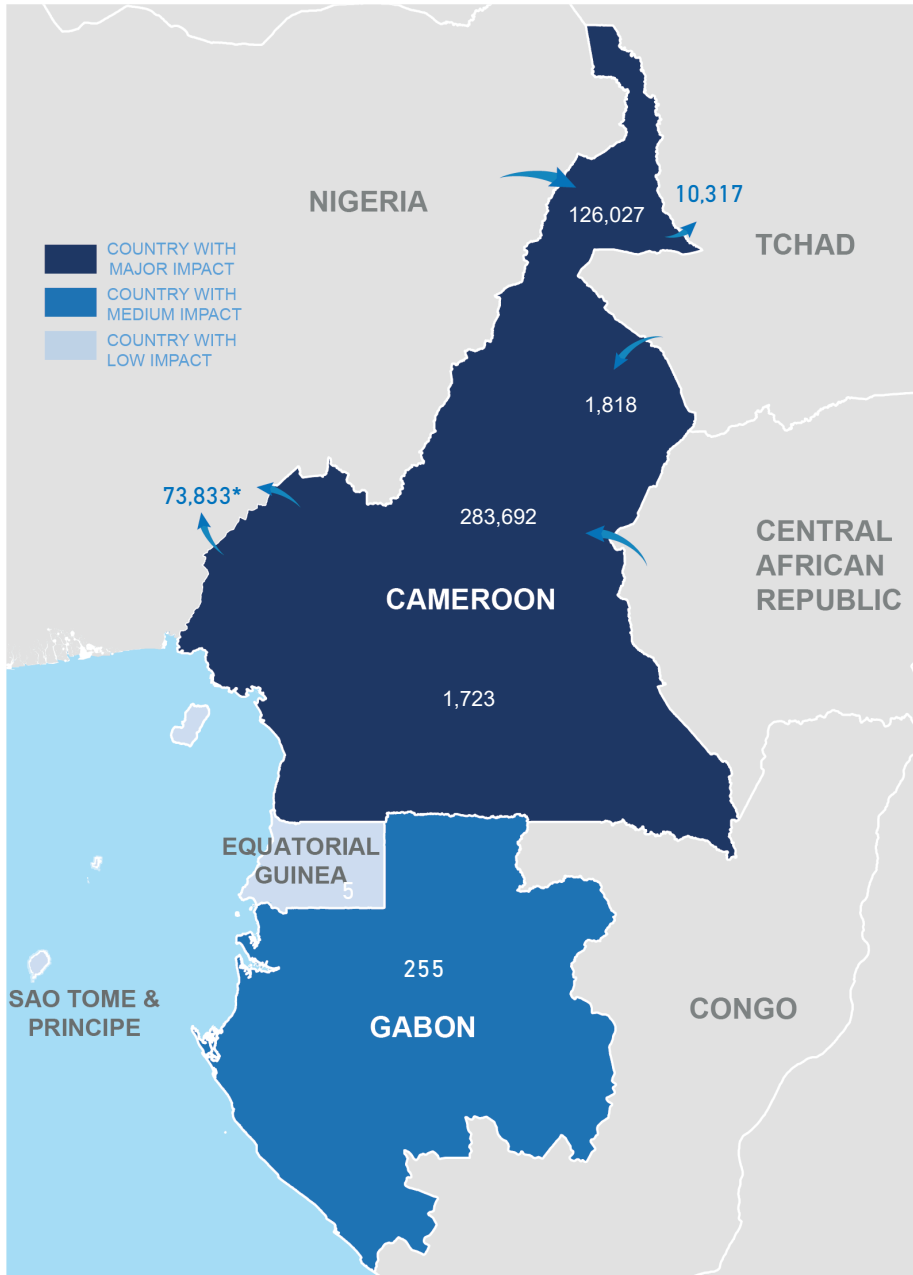 10,317
NIGERIA
126,027
TCHAD
COUNTRY WITH
MAJOR IMPACT
COUNTRY WITH
MEDIUM IMPACT
COUNTRY WITH
LOW IMPACT
1,818
73,833*
283,692
CENTRAL
AFRICAN
REPUBLIC
CAMEROON
1,723
EQUATORIAL
GUINEA
5
255
SAO TOME &
PRINCIPE
GABON
CONGO